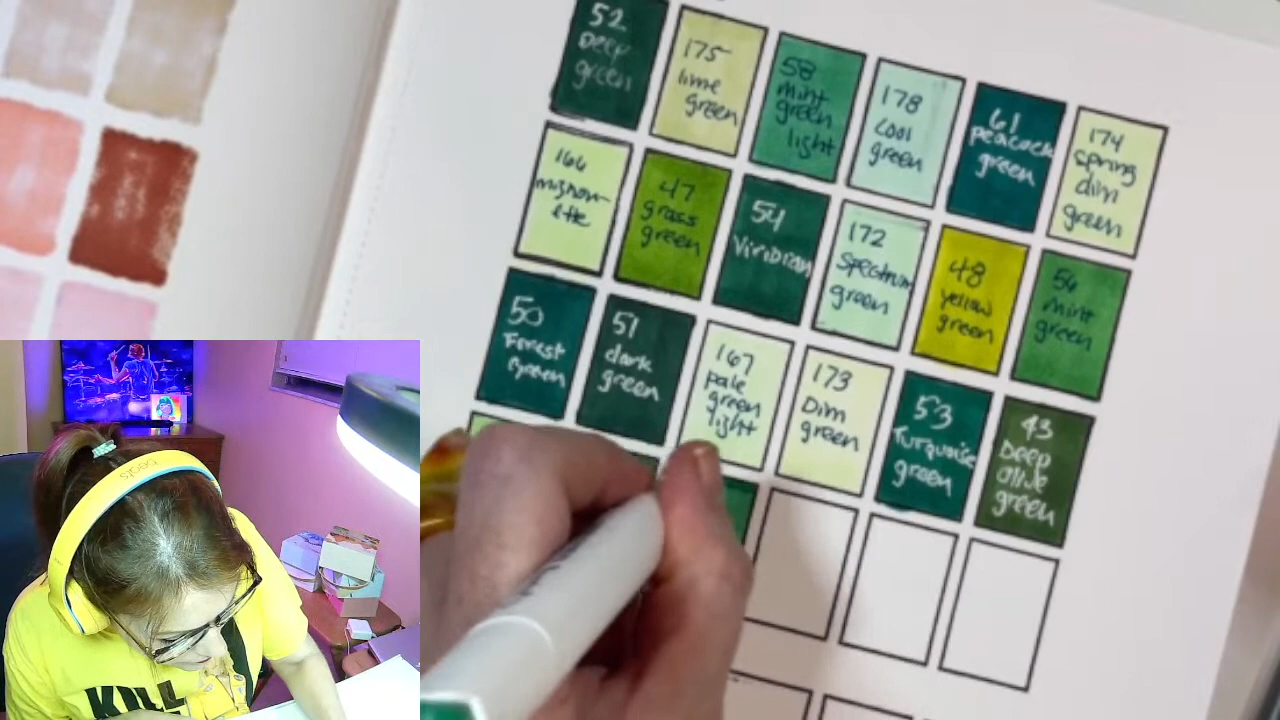 52
Deep
green
175
lime
green
58
mint
green
light
178
cool
green
61
peacock
green
174
spring
dim
green
166
mignon-
ette
47
grass
green
54
Viridian
172
Spectrum
green
48
yellow
green
56
mint
green
50
Forest
Green
51
dark
green
167
pale
green
light
173
Dim
green
53
Turquoise
green
43
Deep
olive
green
beats
KILL